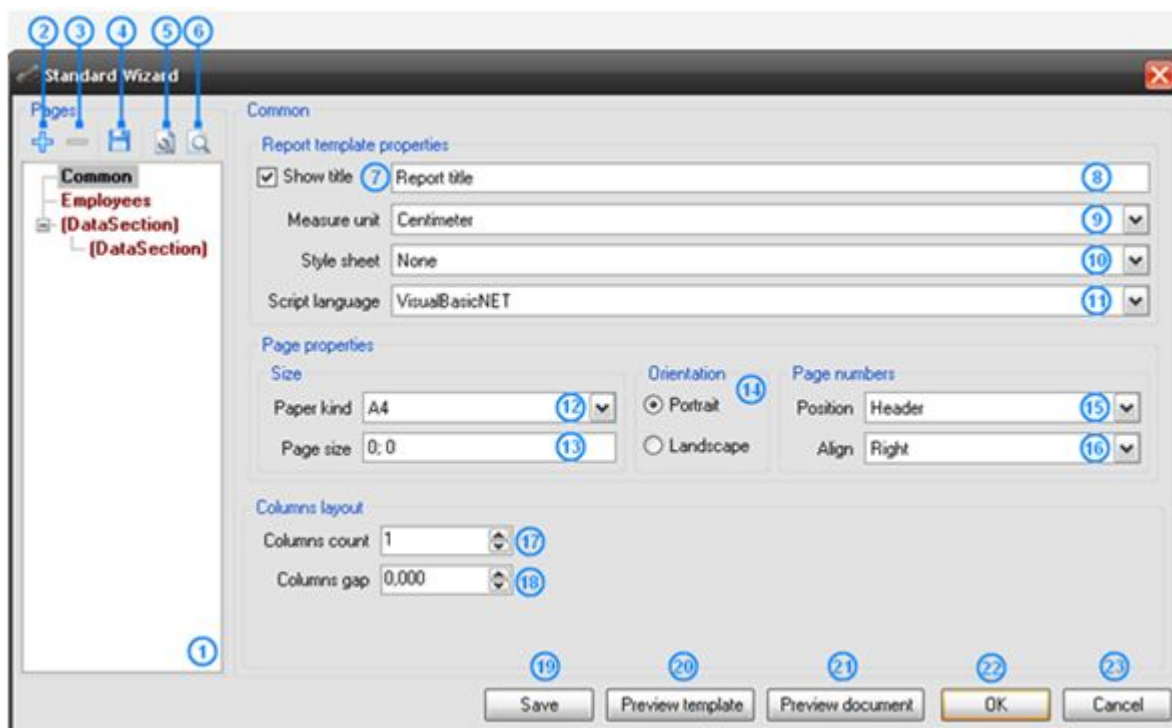 2 3 4 5 6
Standard Wizard
Pages
Common
Employees
(DataSection)
(DataSection)
1
Common
Report template properties
Show title 7 Report title 8
Measure unit Centimeter 9
Style sheet None 10
Script language VisualBasicNET 11
Page properties
Size
Paper kind A4 12
Page size 0; 0 13
Orientation 14
Portrait
Landscape
Page numbers
Position Header 15
Align Right 16
Columns layout
Columns count 1 17
Columns gap 0,000 18
19 20 21 22 23
Save Preview template Preview document OK Cancel